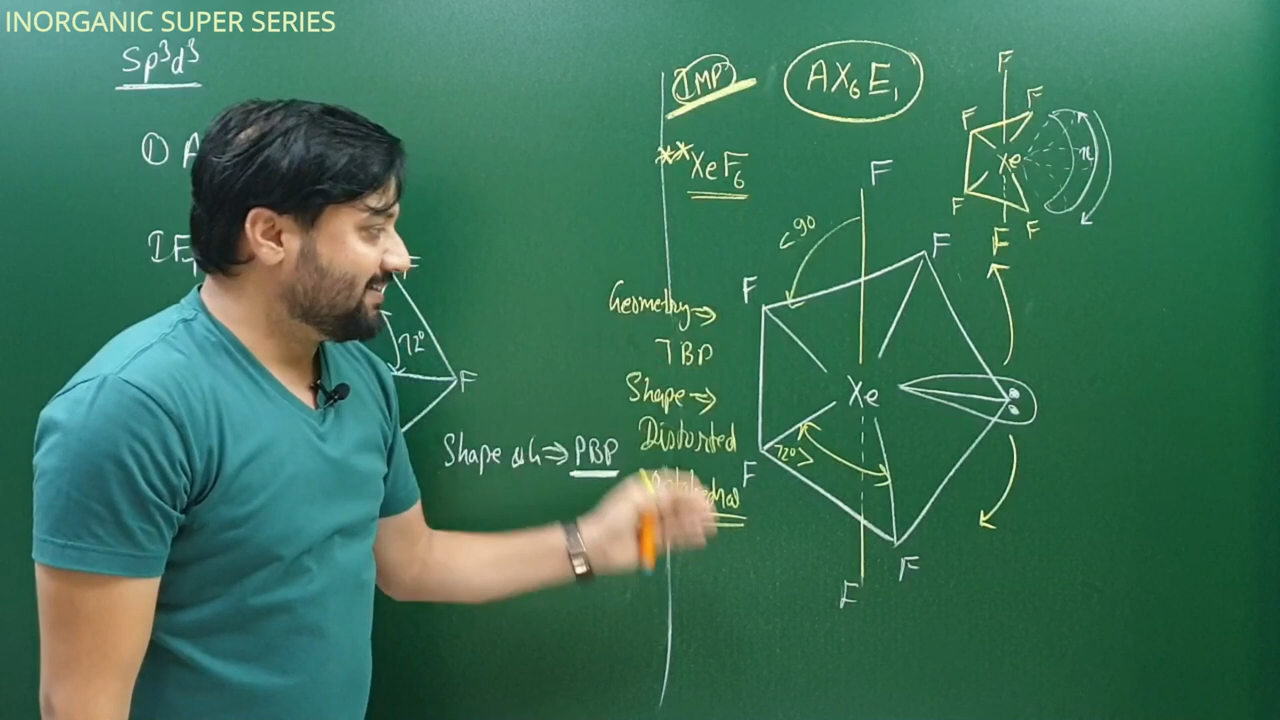 INORGANIC SUPER SERIES
Sp³d³
① A
IF₇
F
72°
F
Shape ⇒ PBP
IMP
AX₆E₁
**XeF₆
Geometry ⇒
TBP
Shape ⇒
Distorted
F
<90
F
F
Xe
72°>
F
F
F
F
F
F
Xe
F
F
F